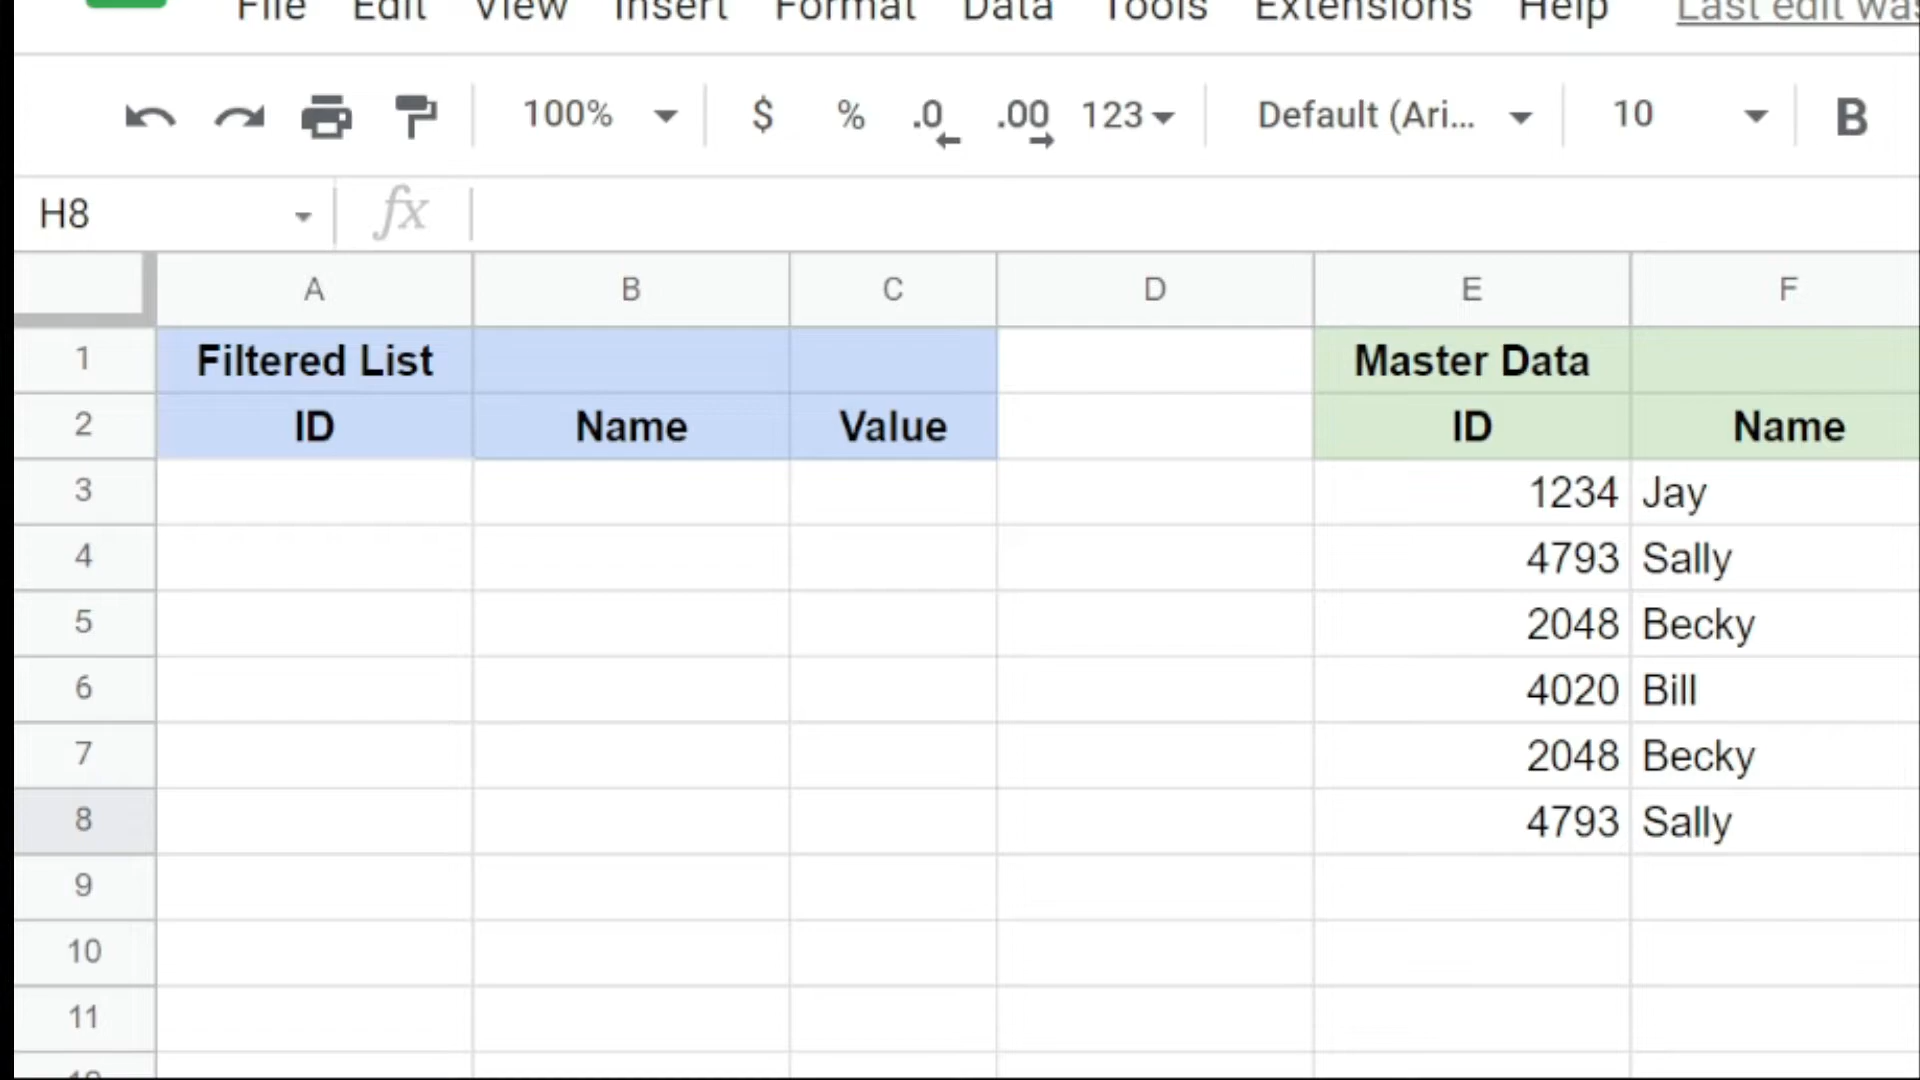 File Edit View Insert Format Data Tools Extensions Help Last edit was
100% $ % .0 .00 123 Default (Ari... 10 B
H8 fx
A B C D E F
1 Filtered List Master Data
2 ID Name Value ID Name
3 1234 Jay
4 4793 Sally
5 2048 Becky
6 4020 Bill
7 2048 Becky
8 4793 Sally
9
10
11